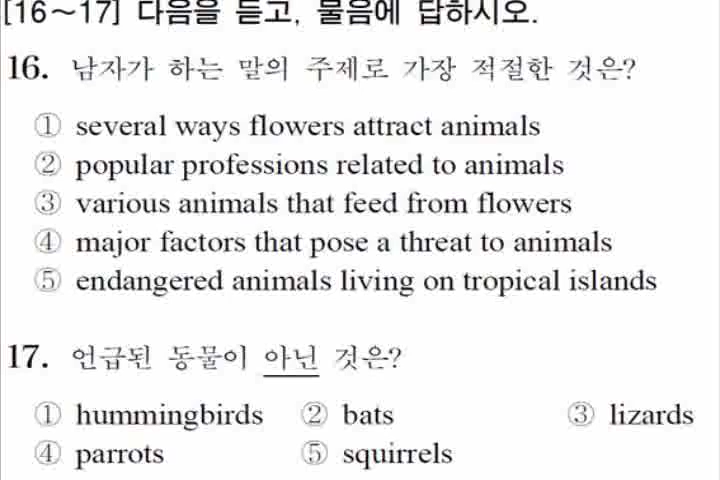 [16～17] 다음을 듣고, 물음에 답하시오.
16. 남자가 하는 말의 주제로 가장 적절한 것은?
① several ways flowers attract animals
② popular professions related to animals
③ various animals that feed from flowers
④ major factors that pose a threat to animals
⑤ endangered animals living on tropical islands
17. 언급된 동물이 아닌 것은?
① hummingbirds ② bats ③ lizards
④ parrots ⑤ squirrels